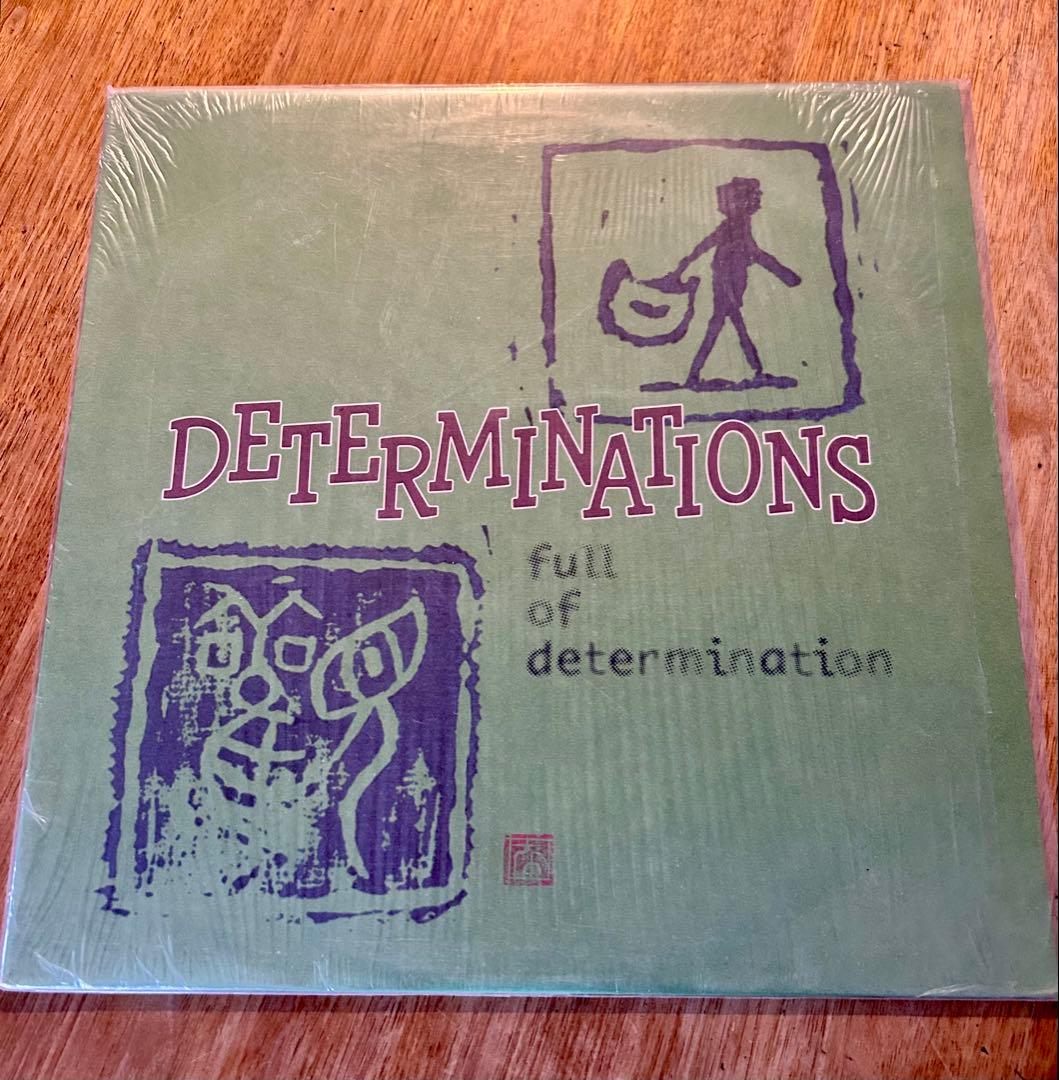 DETERMINATIONS
full
of
determination